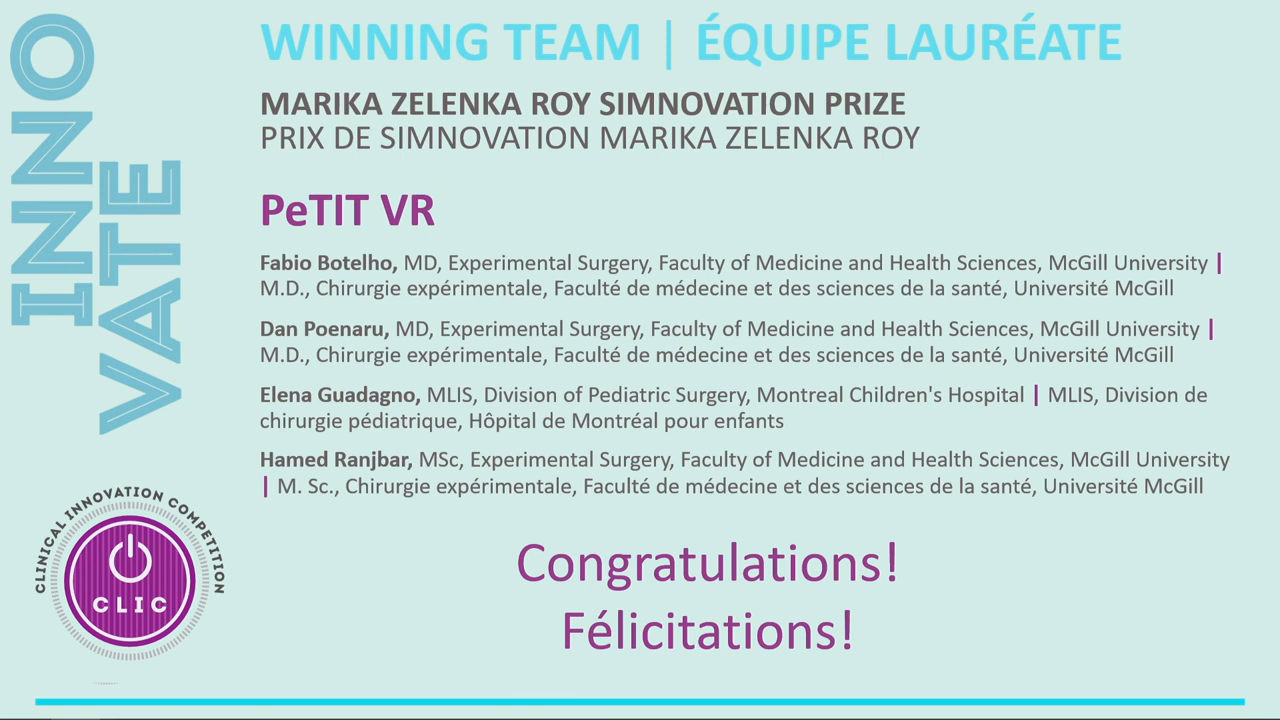 INNO
VATE
WINNING TEAM | ÉQUIPE LAURÉATE
MARIKA ZELENKA ROY SIMNOVATION PRIZE
PRIX DE SIMNOVATION MARIKA ZELENKA ROY
PeTIT VR
Fabio Botelho, MD, Experimental Surgery, Faculty of Medicine and Health Sciences, McGill University |
M.D., Chirurgie expérimentale, Faculté de médecine et des sciences de la santé, Université McGill
Dan Poenaru, MD, Experimental Surgery, Faculty of Medicine and Health Sciences, McGill University |
M.D., Chirurgie expérimentale, Faculté de médecine et des sciences de la santé, Université McGill
Elena Guadagno, MLIS, Division of Pediatric Surgery, Montreal Children's Hospital | MLIS, Division de
chirurgie pédiatrique, Hôpital de Montréal pour enfants
Hamed Ranjbar, MSc, Experimental Surgery, Faculty of Medicine and Health Sciences, McGill University
| M. Sc., Chirurgie expérimentale, Faculté de médecine et des sciences de la santé, Université McGill
CLINICAL INNOVATION COMPETITION
CLIC
Congratulations!
Félicitations!